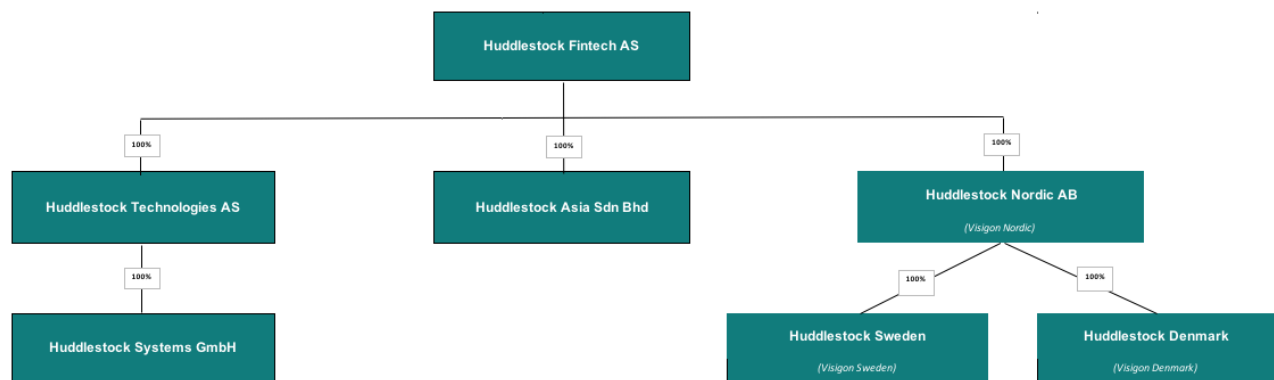 Huddlestock Fintech AS
100%
100%
100%
Huddlestock Technologies AS
Huddlestock Asia Sdn Bhd
Huddlestock Nordic AB
(Visigon Nordic)
100%
100%
100%
Huddlestock Systems GmbH
Huddlestock Sweden
(Visigon Sweden)
Huddlestock Denmark
(Visigon Denmark)